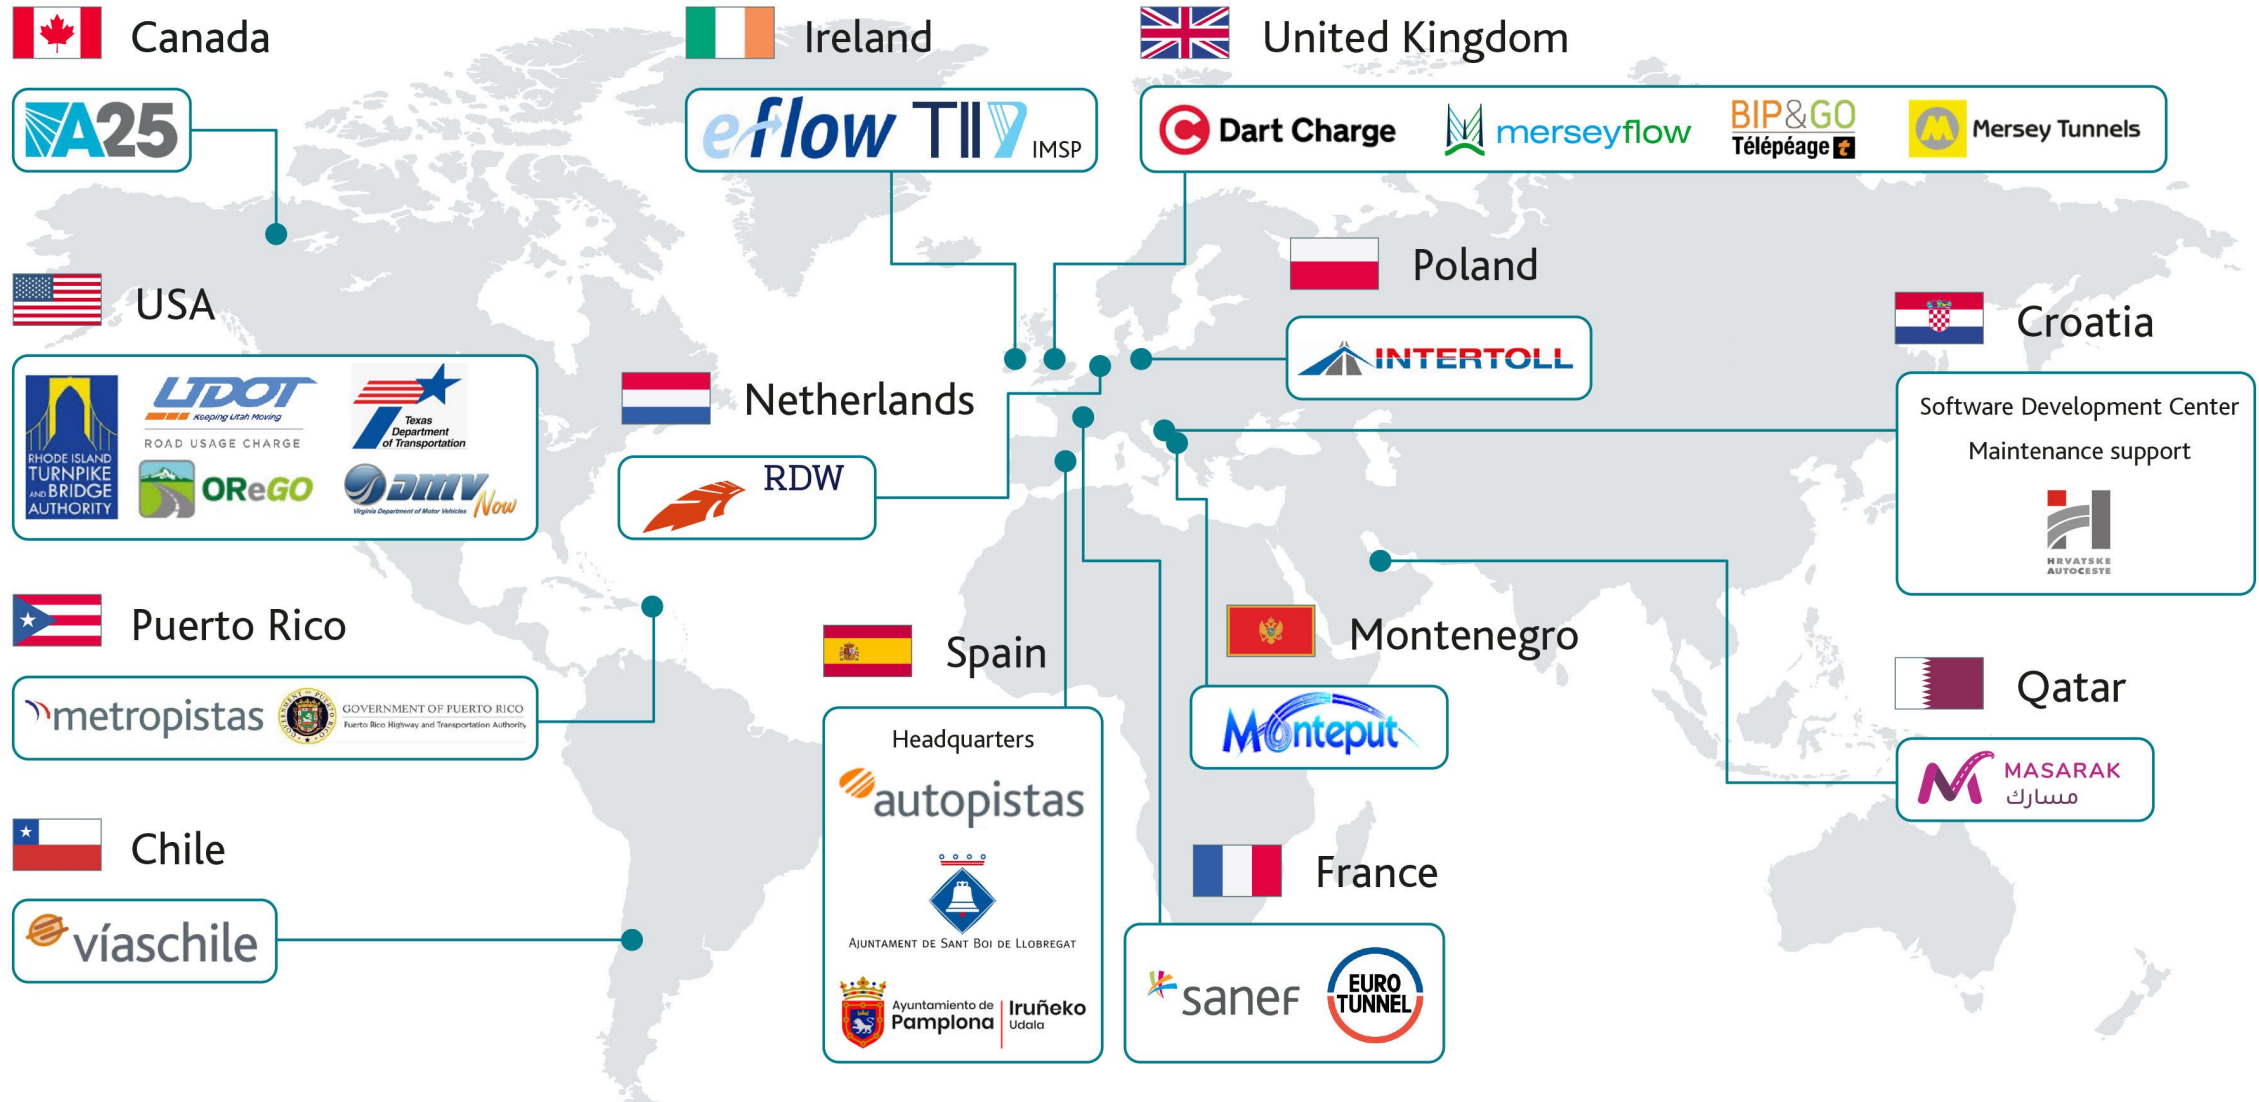 Canada
A25
Ireland
eflow TII IMSP
United Kingdom
Dart Charge
merseyflow
BIP&GO
Télépéage t
Mersey Tunnels
USA
RHODE ISLAND
TURNPIKE
AND BRIDGE
AUTHORITY
UDOT
Keeping Utah Moving
ROAD USAGE CHARGE
Texas
Department
of Transportation
OReGO
DMV Now
Virginia Department of Motor Vehicles
Netherlands
RDW
Poland
INTERTOLL
Croatia
Software Development Center
Maintenance support
HRVATSKE
AUTOCESTE
Puerto Rico
metropistas
GOVERNMENT OF PUERTO RICO
Puerto Rico Highway and Transportation Authority
Spain
Headquarters
autopistas
AJUNTAMENT DE SANT BOI DE LLOBREGAT
Ayuntamiento de
Pamplona
Iruñeko
Udala
Montenegro
Monteput
Qatar
MASARAK
مسارك
Chile
víaschile
France
sanef
EURO
TUNNEL